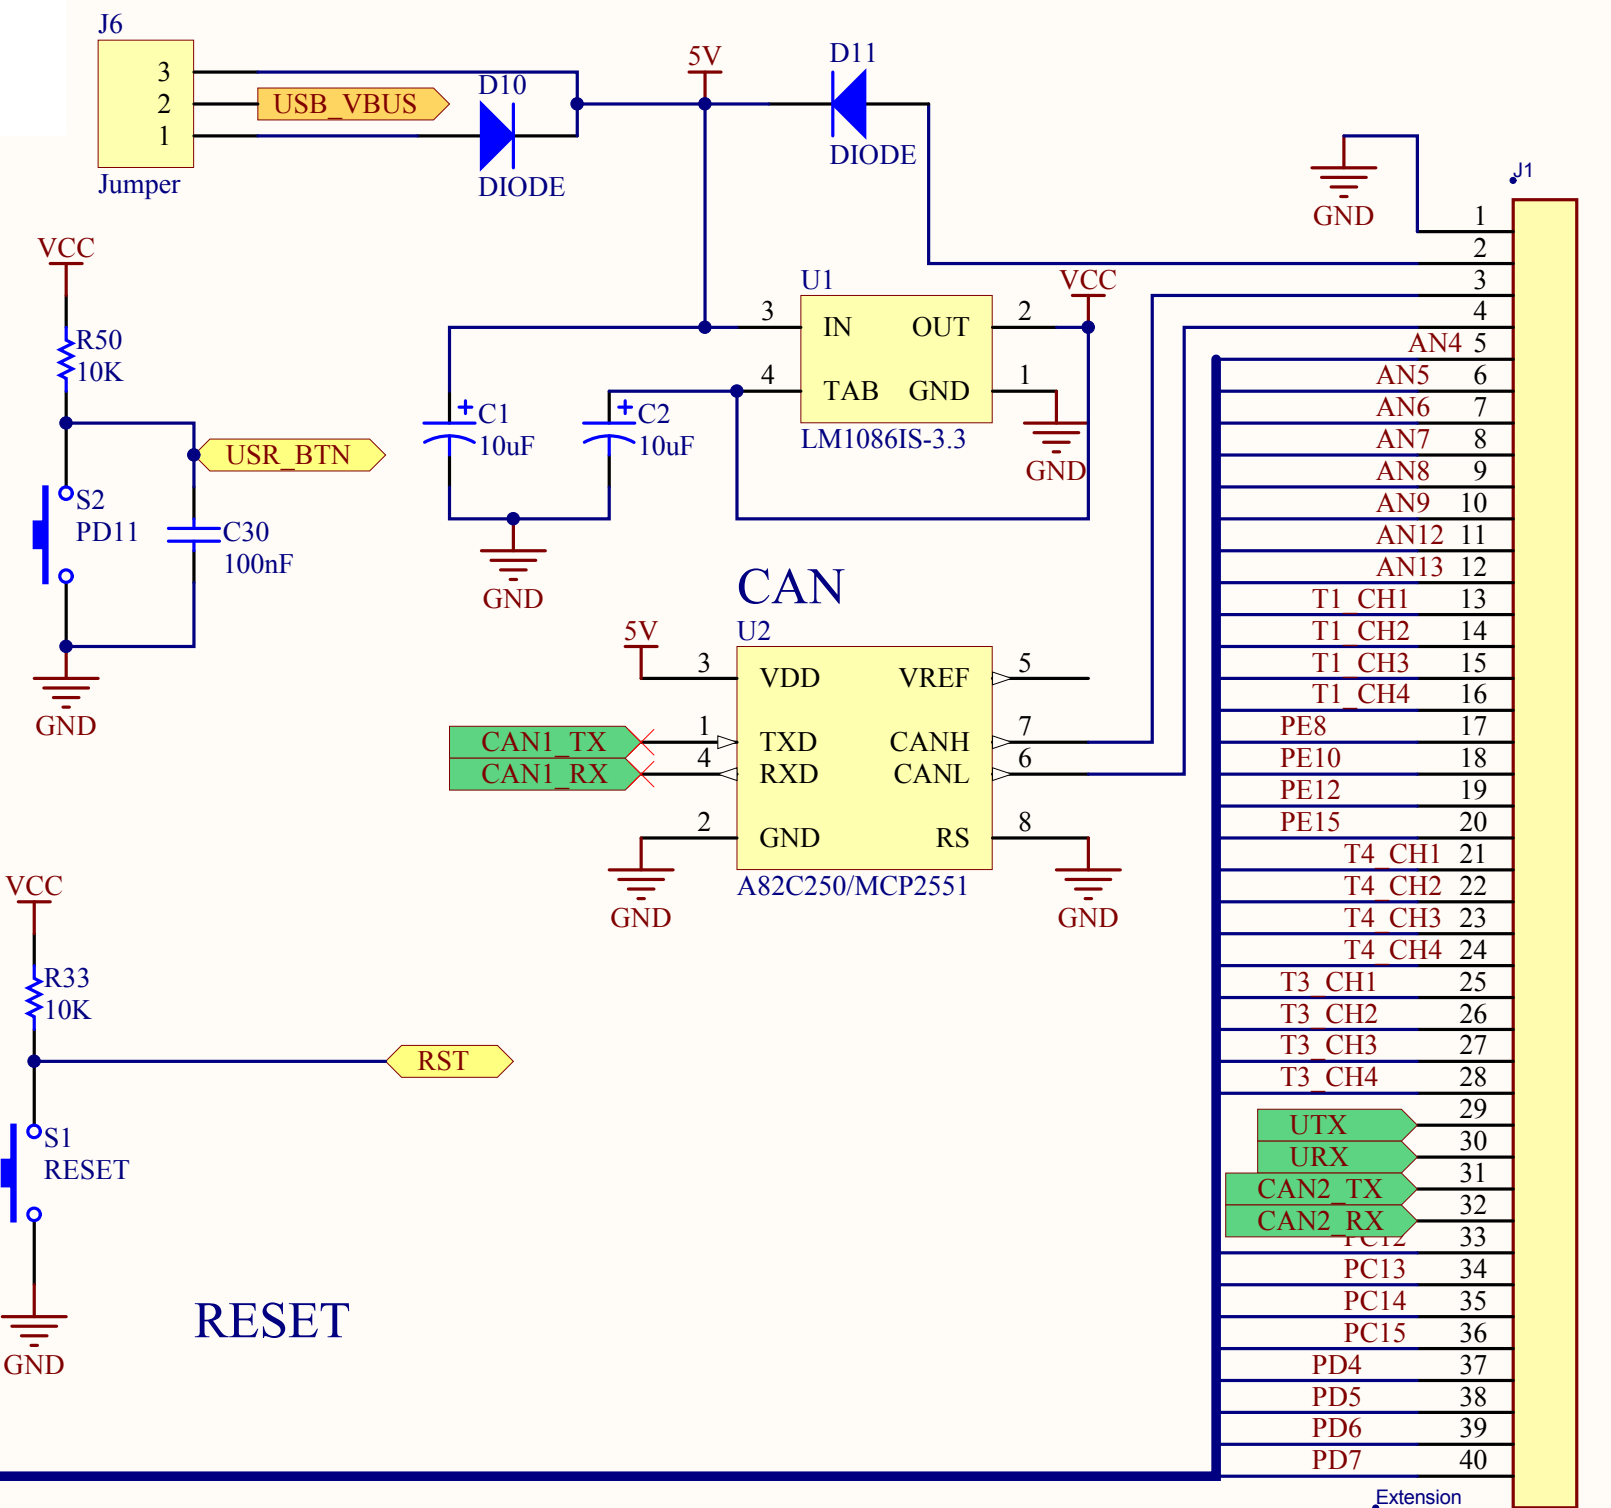 J6
3
2
1
USB_VBUS
Jumper
D10
DIODE
5V
D11
DIODE
GND
J1
VCC
R50
10K
USR_BTN
S2
PD11
C30
100nF
GND
U1
3
IN
OUT
2
4
TAB
GND
1
LM1086IS-3.3
VCC
GND
+
C1
10uF
+
C2
10uF
GND
CAN
U2
5V
3
VDD
VREF
5
CAN1_TX
1
TXD
CANH
7
CAN1_RX
4
RXD
CANL
6
2
GND
RS
8
A82C250/MCP2551
GND
GND
VCC
R33
10K
RST
S1
RESET
GND
RESET
1
2
3
4
AN4 5
AN5 6
AN6 7
AN7 8
AN8 9
AN9 10
AN12 11
AN13 12
T1_CH1 13
T1_CH2 14
T1_CH3 15
T1_CH4 16
PE8 17
PE10 18
PE12 19
PE15 20
T4_CH1 21
T4_CH2 22
T4_CH3 23
T4_CH4 24
T3_CH1 25
T3_CH2 26
T3_CH3 27
T3_CH4 28
UTX 29
URX 30
CAN2_TX 31
CAN2_RX 32
PC12 33
PC13 34
PC14 35
PC15 36
PD4 37
PD5 38
PD6 39
PD7 40
Extension